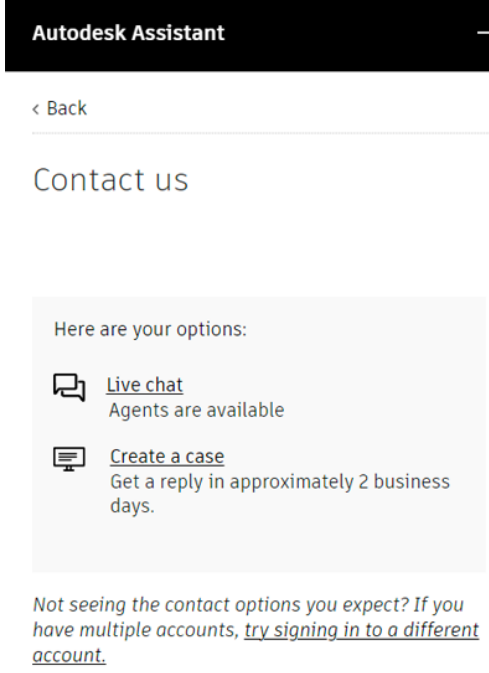 Autodesk Assistant
< Back
Contact us
Here are your options:
Live chat
Agents are available
Create a case
Get a reply in approximately 2 business
days.
Not seeing the contact options you expect? If you
have multiple accounts, try signing in to a different
account.